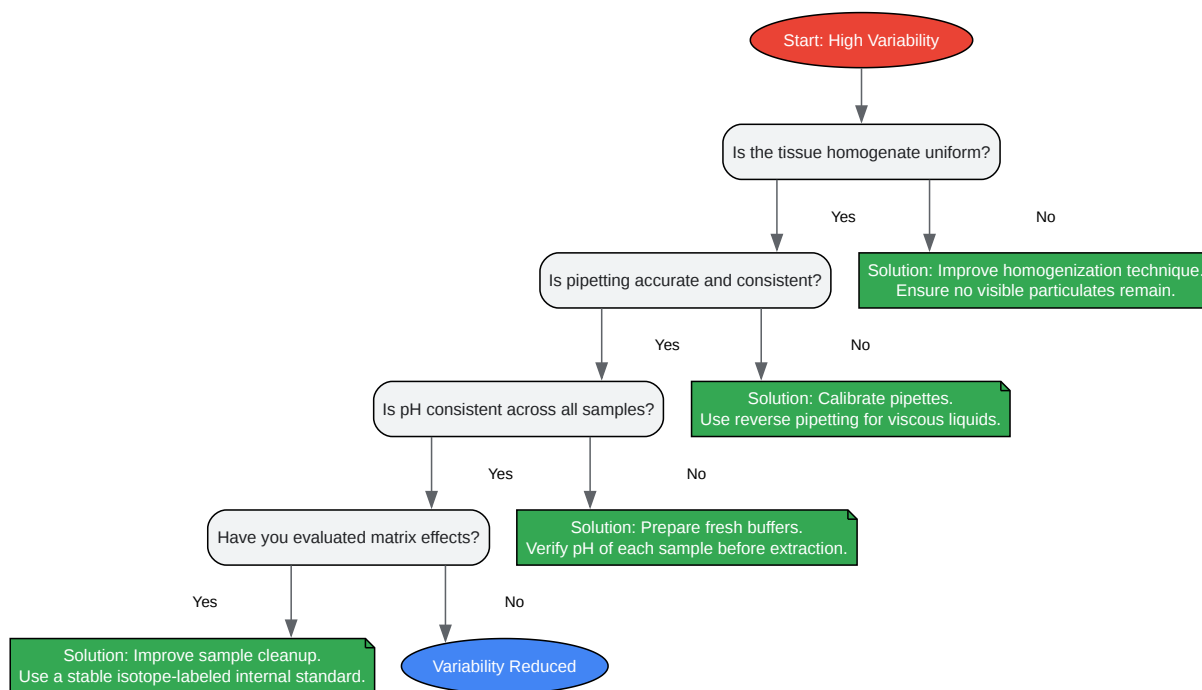 Start: High Variability
Is the tissue homogenate uniform?
Yes
No
Is pipetting accurate and consistent?
Solution: Improve homogenization technique.
Ensure no visible particulates remain.
Yes
No
Is pH consistent across all samples?
Solution: Calibrate pipettes.
Use reverse pipetting for viscous liquids.
Yes
No
Have you evaluated matrix effects?
Solution: Prepare fresh buffers.
Verify pH of each sample before extraction.
Yes
No
Solution: Improve sample cleanup.
Use a stable isotope-labeled internal standard.
Variability Reduced